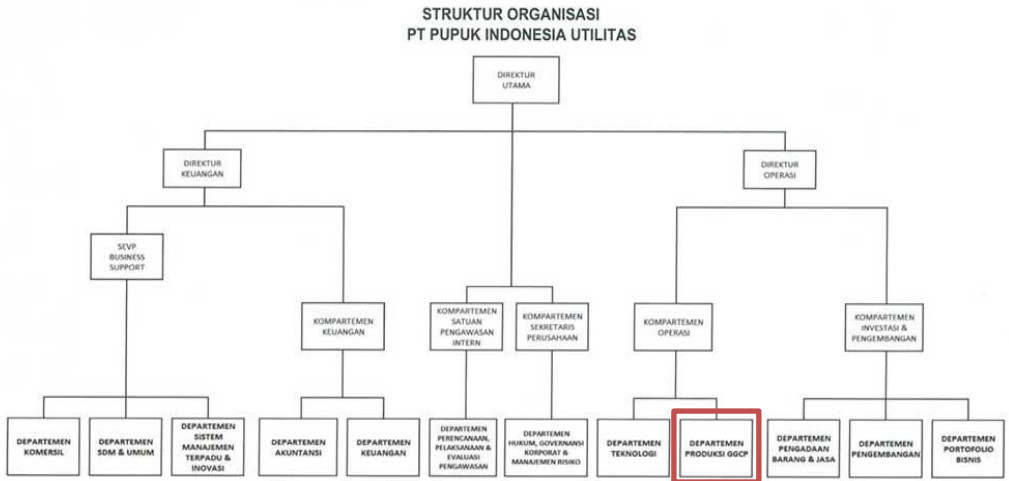 STRUKTUR ORGANISASI
PT PUPUK INDONESIA UTILITAS
DIREKTUR
UTAMA
DIREKTUR
KEUANGAN
DIREKTUR
OPERASI
SEVP
BUSINESS
SUPPORT
KOMPARTEMEN
KEUANGAN
KOMPARTEMEN
SATUAN
PENGAWASAN
INTERN
KOMPARTEMEN
SEKRETARIS
PERUSAHAAN
KOMPARTEMEN
OPERASI
KOMPARTEMEN
INVESTASI &
PENGEMBANGAN
DEPARTEMEN
KOMERSIL
DEPARTEMEN
SDM & UMUM
DEPARTEMEN
SISTEM
MANAJEMEN
TERPADU &
INOVASI
DEPARTEMEN
AKUNTANSI
DEPARTEMEN
KEUANGAN
DEPARTEMEN
PERENCANAAN,
PELAKSANAAN &
EVALUASI
PENGAWASAN
DEPARTEMEN
HUKUM, GOVERNANSI
KORPORAT &
MANAJEMEN RISIKO
DEPARTEMEN
TEKNOLOGI
DEPARTEMEN
PRODUKSI GGCP
DEPARTEMEN
PENGADAAN
BARANG & JASA
DEPARTEMEN
PENGEMBANGAN
DEPARTEMEN
PORTOFOLIO
BISNIS